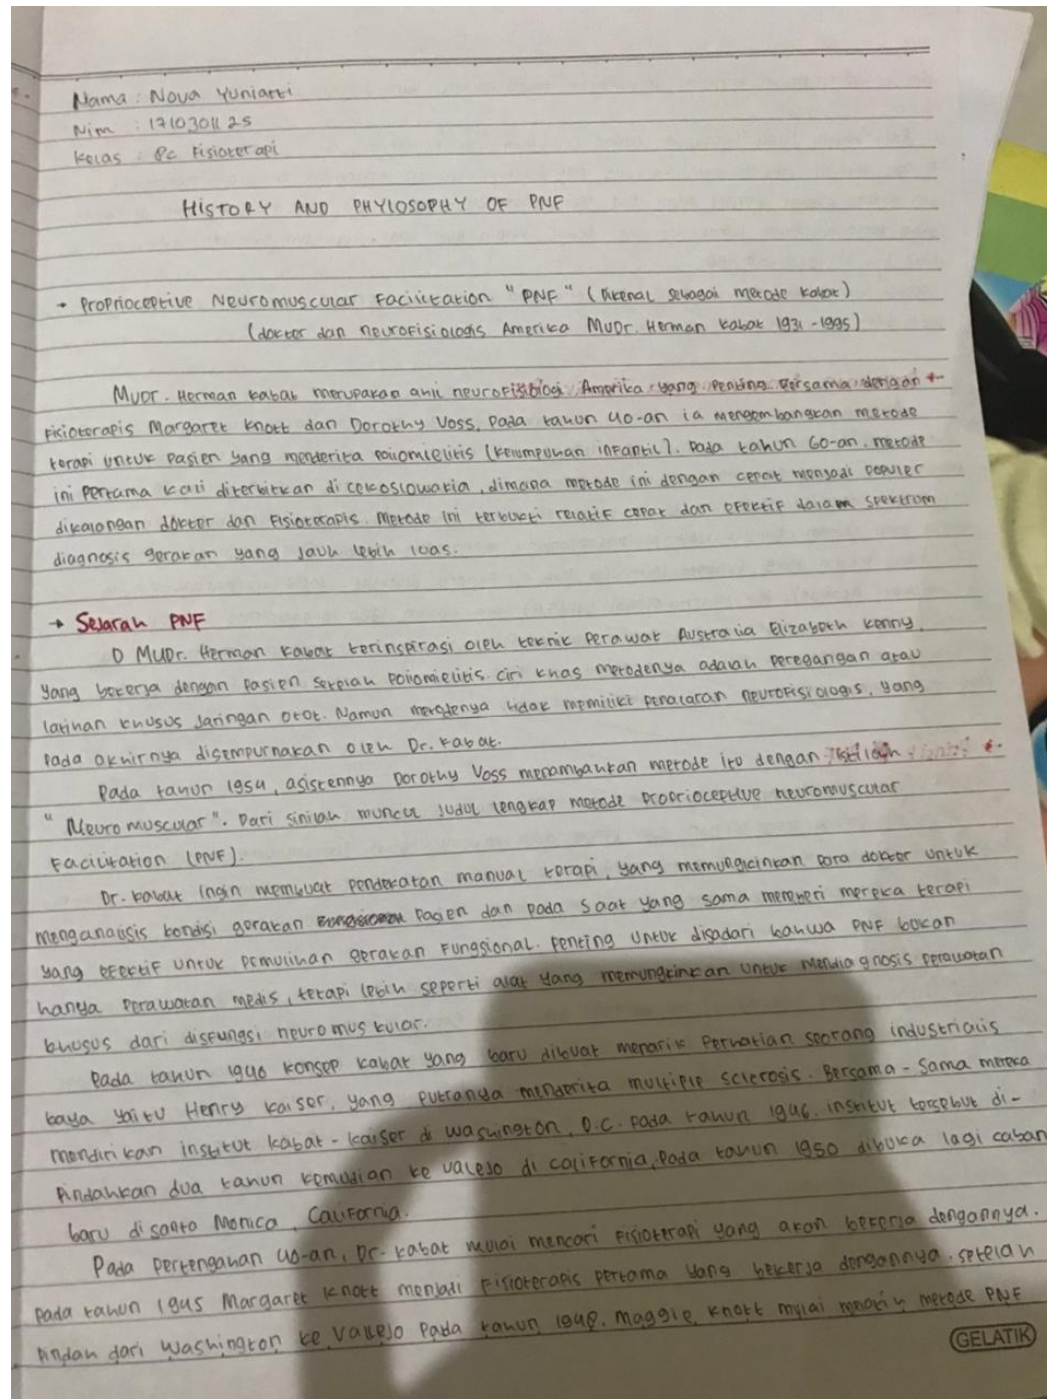 Nama : Nova Yuniarti
Nim : 1710301125
Kelas : 8c Fisioterapi
HISTORY AND PHYLOSOPHY OF PNF
→ Proprioceptive Neuromuscular Facilitation "PNF" (Dikenal sebagai metode kabat)
(doktor dan neurofisiologis Amerika MUDr. Herman Kabat 1931 - 1995)
MUDr. Herman Kabat merupakan ahli neurofisiologi Amerika yang penting. Bersama dengan
fisioterapis Margaret Knott dan Dorothy Voss, Pada tahun 40-an ia mengembangkan metode
terapi untuk pasien yang menderita poliomielitis (kelumpuhan infantil). Pada tahun 60-an, metode
ini pertama kali diterbitkan di cekoslowakia, dimana metode ini dengan cepat menjadi populer
dikalangan dokter dan fisioterapis. Metode ini terbukti relatif cepat dan efektif dalam spektrum
diagnosis gerakan yang jauh lebih luas.
→ Sejarah PNF
O MUDr. Herman Kabat terinspirasi oleh teknik perawat Australia Elizabeth Kenny,
yang bekerja dengan pasien setelah poliomielitis. Ciri khas metodenya adalah peregangan atau
latihan khusus jaringan otot. Namun metodenya tidak memiliki penalaran neurofisiologis, yang
pada akhirnya disempurnakan oleh Dr. Kabat.
Pada tahun 1954, asistennya Dorothy Voss menambahkan metode itu dengan istilah
"Neuromuscular". Dari sinilah muncul judul lengkap metode proprioceptive neuromuscular
Facilitation (PNF).
Dr. Kabat ingin membuat pendekatan manual terapi, yang memungicinkan para dokter untuk
menganalisis kondisi gerakan pasien dan pada saat yang sama memberi mereka terapi
yang efektif untuk pemulihan gerakan fungsional. Penting untuk disadari bahwa PNF bukan
hanya perawatan medis, tetapi lebih seperti alat yang memungkinkan untuk mendiagnosis perawatan
khusus dari disfungsi neuromuskular.
Pada tahun 1940 konsep Kabat yang baru dibuat menarik perhatian seorang industrialis
kaya yaitu Henry Kaiser, yang putranya menderita multiple sclerosis. Bersama - sama mereka
mendirikan institut Kabat - Kaiser di Washington, D.C. pada tahun 1946. institut tersebut di-
pindahkan dua tahun kemudian ke Valejo di California, pada tahun 1950 dibuka lagi caban
baru di santa Monica, California.
Pada pertengahan 40-an, Dr. Kabat mulai mencari fisioterapi yang akan bekerja dengannya.
Pada tahun 1945 Margaret Knott menjadi Fisioterapis pertama yang bekerja dengannya. setelah
pindah dari Washington ke Vallejo pada tahun 1948, Maggie Knott mulai melatih metode PNF
GELATIK